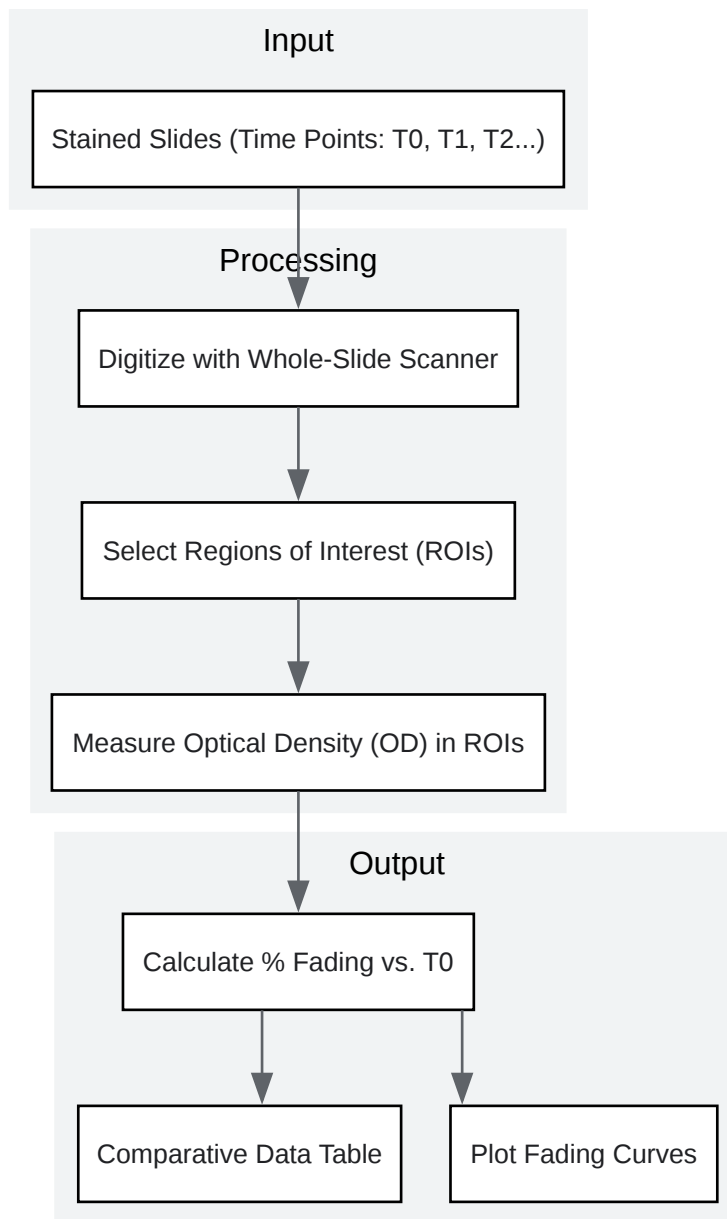 Input
Stained Slides (Time Points: T0, T1, T2...)
Processing
Digitize with Whole-Slide Scanner
Select Regions of Interest (ROIs)
Measure Optical Density (OD) in ROIs
Output
Calculate % Fading vs. T0
Comparative Data Table
Plot Fading Curves